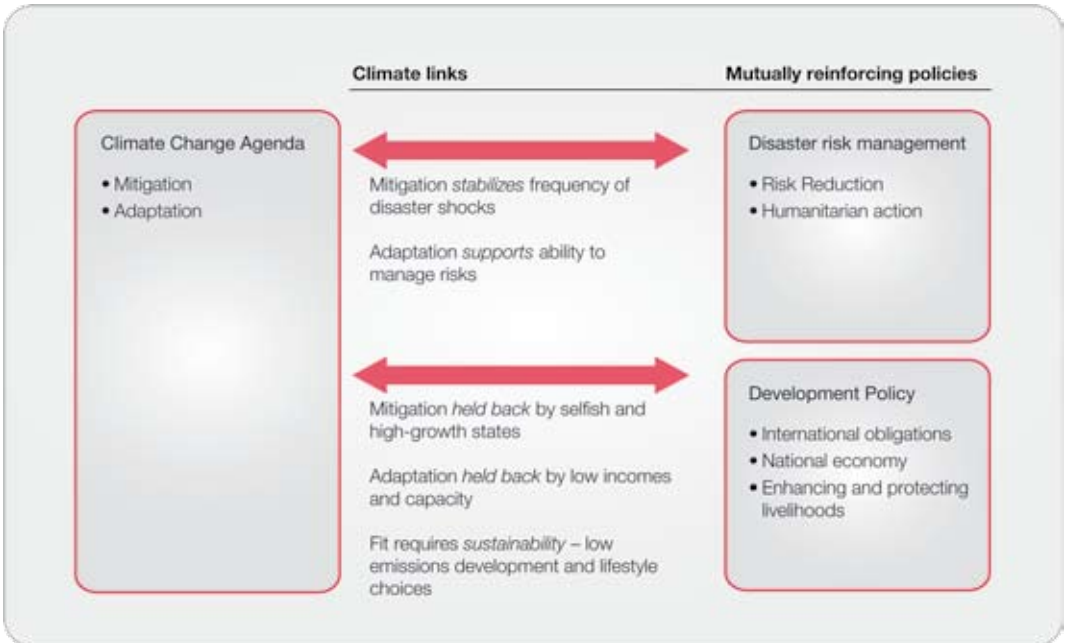 Climate links
Mutually reinforcing policies
Climate Change Agenda
• Mitigation
• Adaptation
Mitigation stabilizes frequency of
disaster shocks
Adaptation supports ability to
manage risks
Disaster risk management
• Risk Reduction
• Humanitarian action
Mitigation held back by selfish and
high-growth states
Adaptation held back by low incomes
and capacity
Fit requires sustainability – low
emissions development and lifestyle
choices
Development Policy
• International obligations
• National economy
• Enhancing and protecting
livelihoods